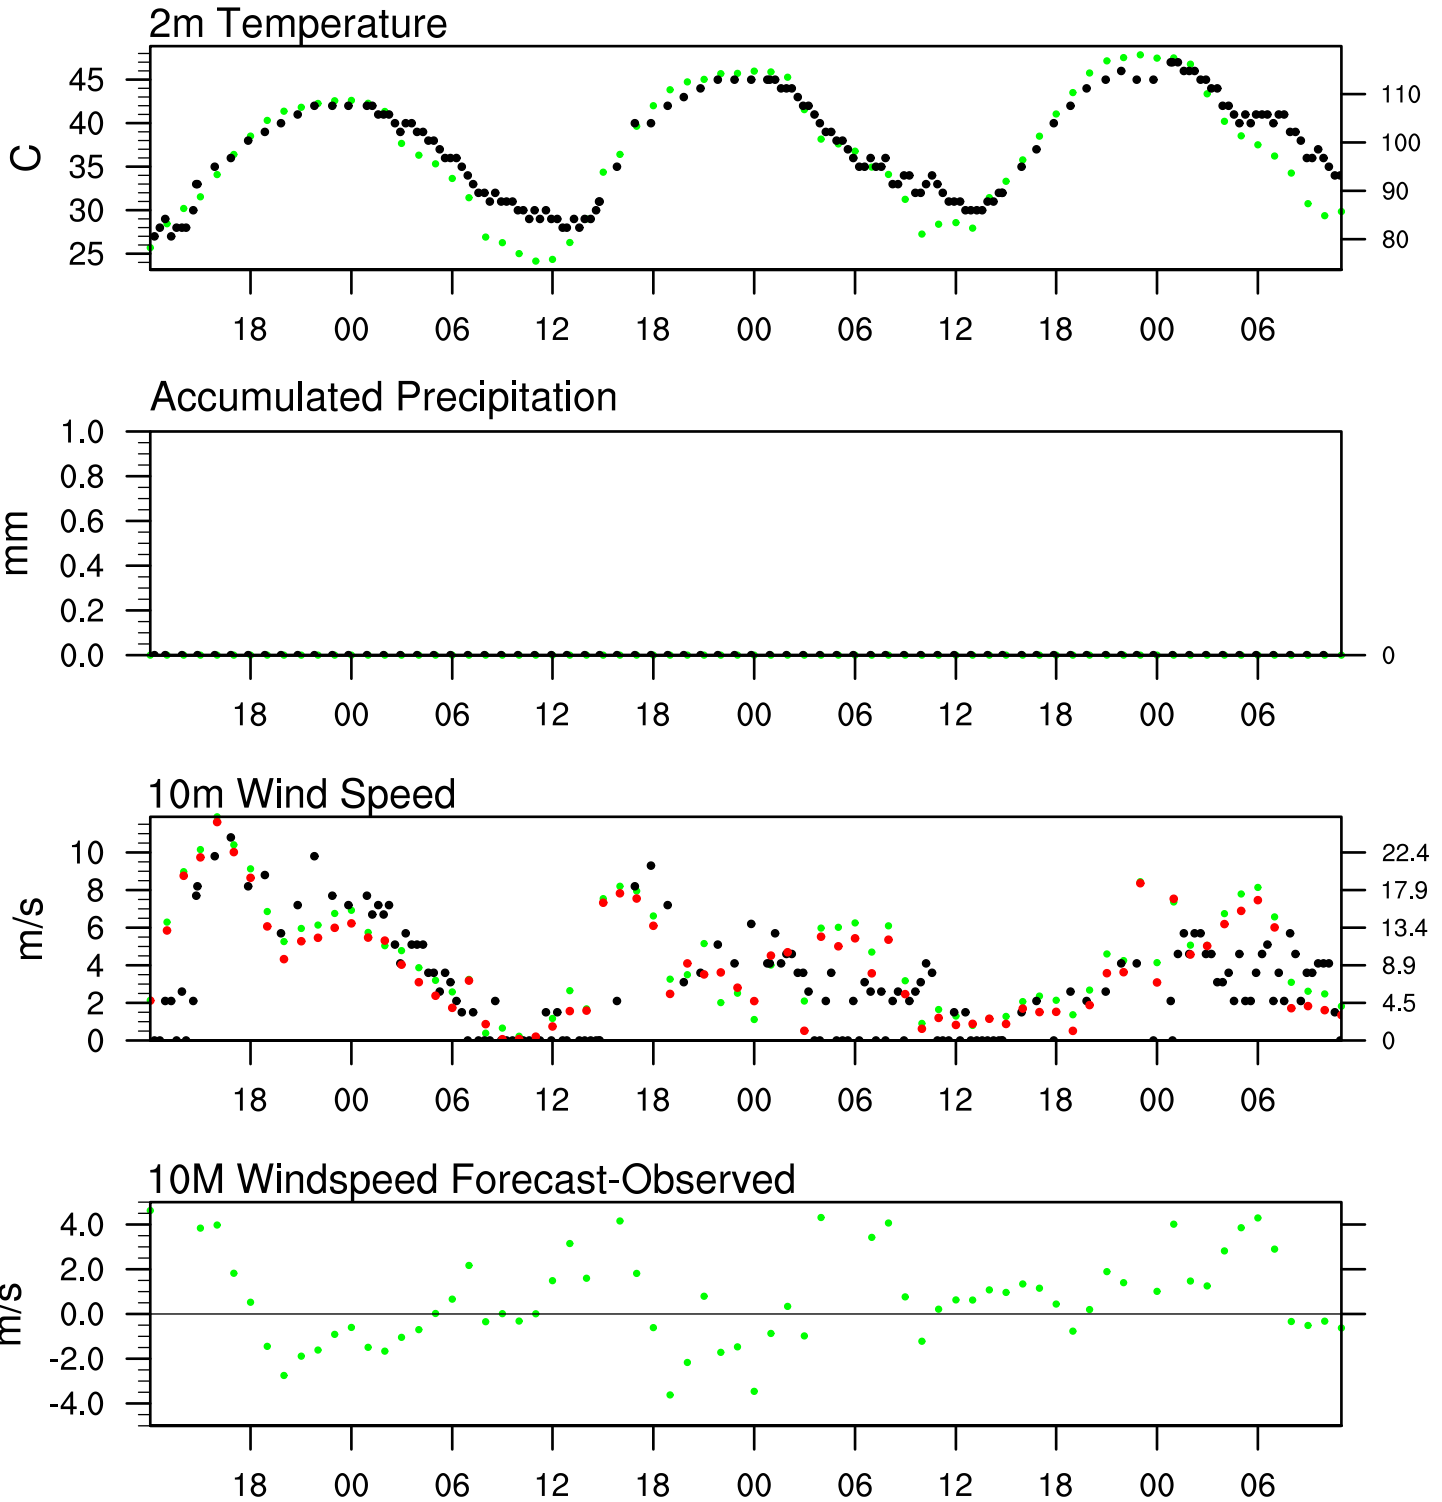 2m Temperature
45
40
35
30
25
C
110
100
90
80
18 00 06 12 18 00 06 12 18 00 06
Accumulated Precipitation
1.0
0.8
0.6
0.4
0.2
0.0
mm
0
18 00 06 12 18 00 06 12 18 00 06
10m Wind Speed
10
8
6
4
2
0
m/s
22.4
17.9
13.4
8.9
4.5
0
18 00 06 12 18 00 06 12 18 00 06
10M Windspeed Forecast-Observed
4.0
2.0
0.0
-2.0
-4.0
m/s
18 00 06 12 18 00 06 12 18 00 06